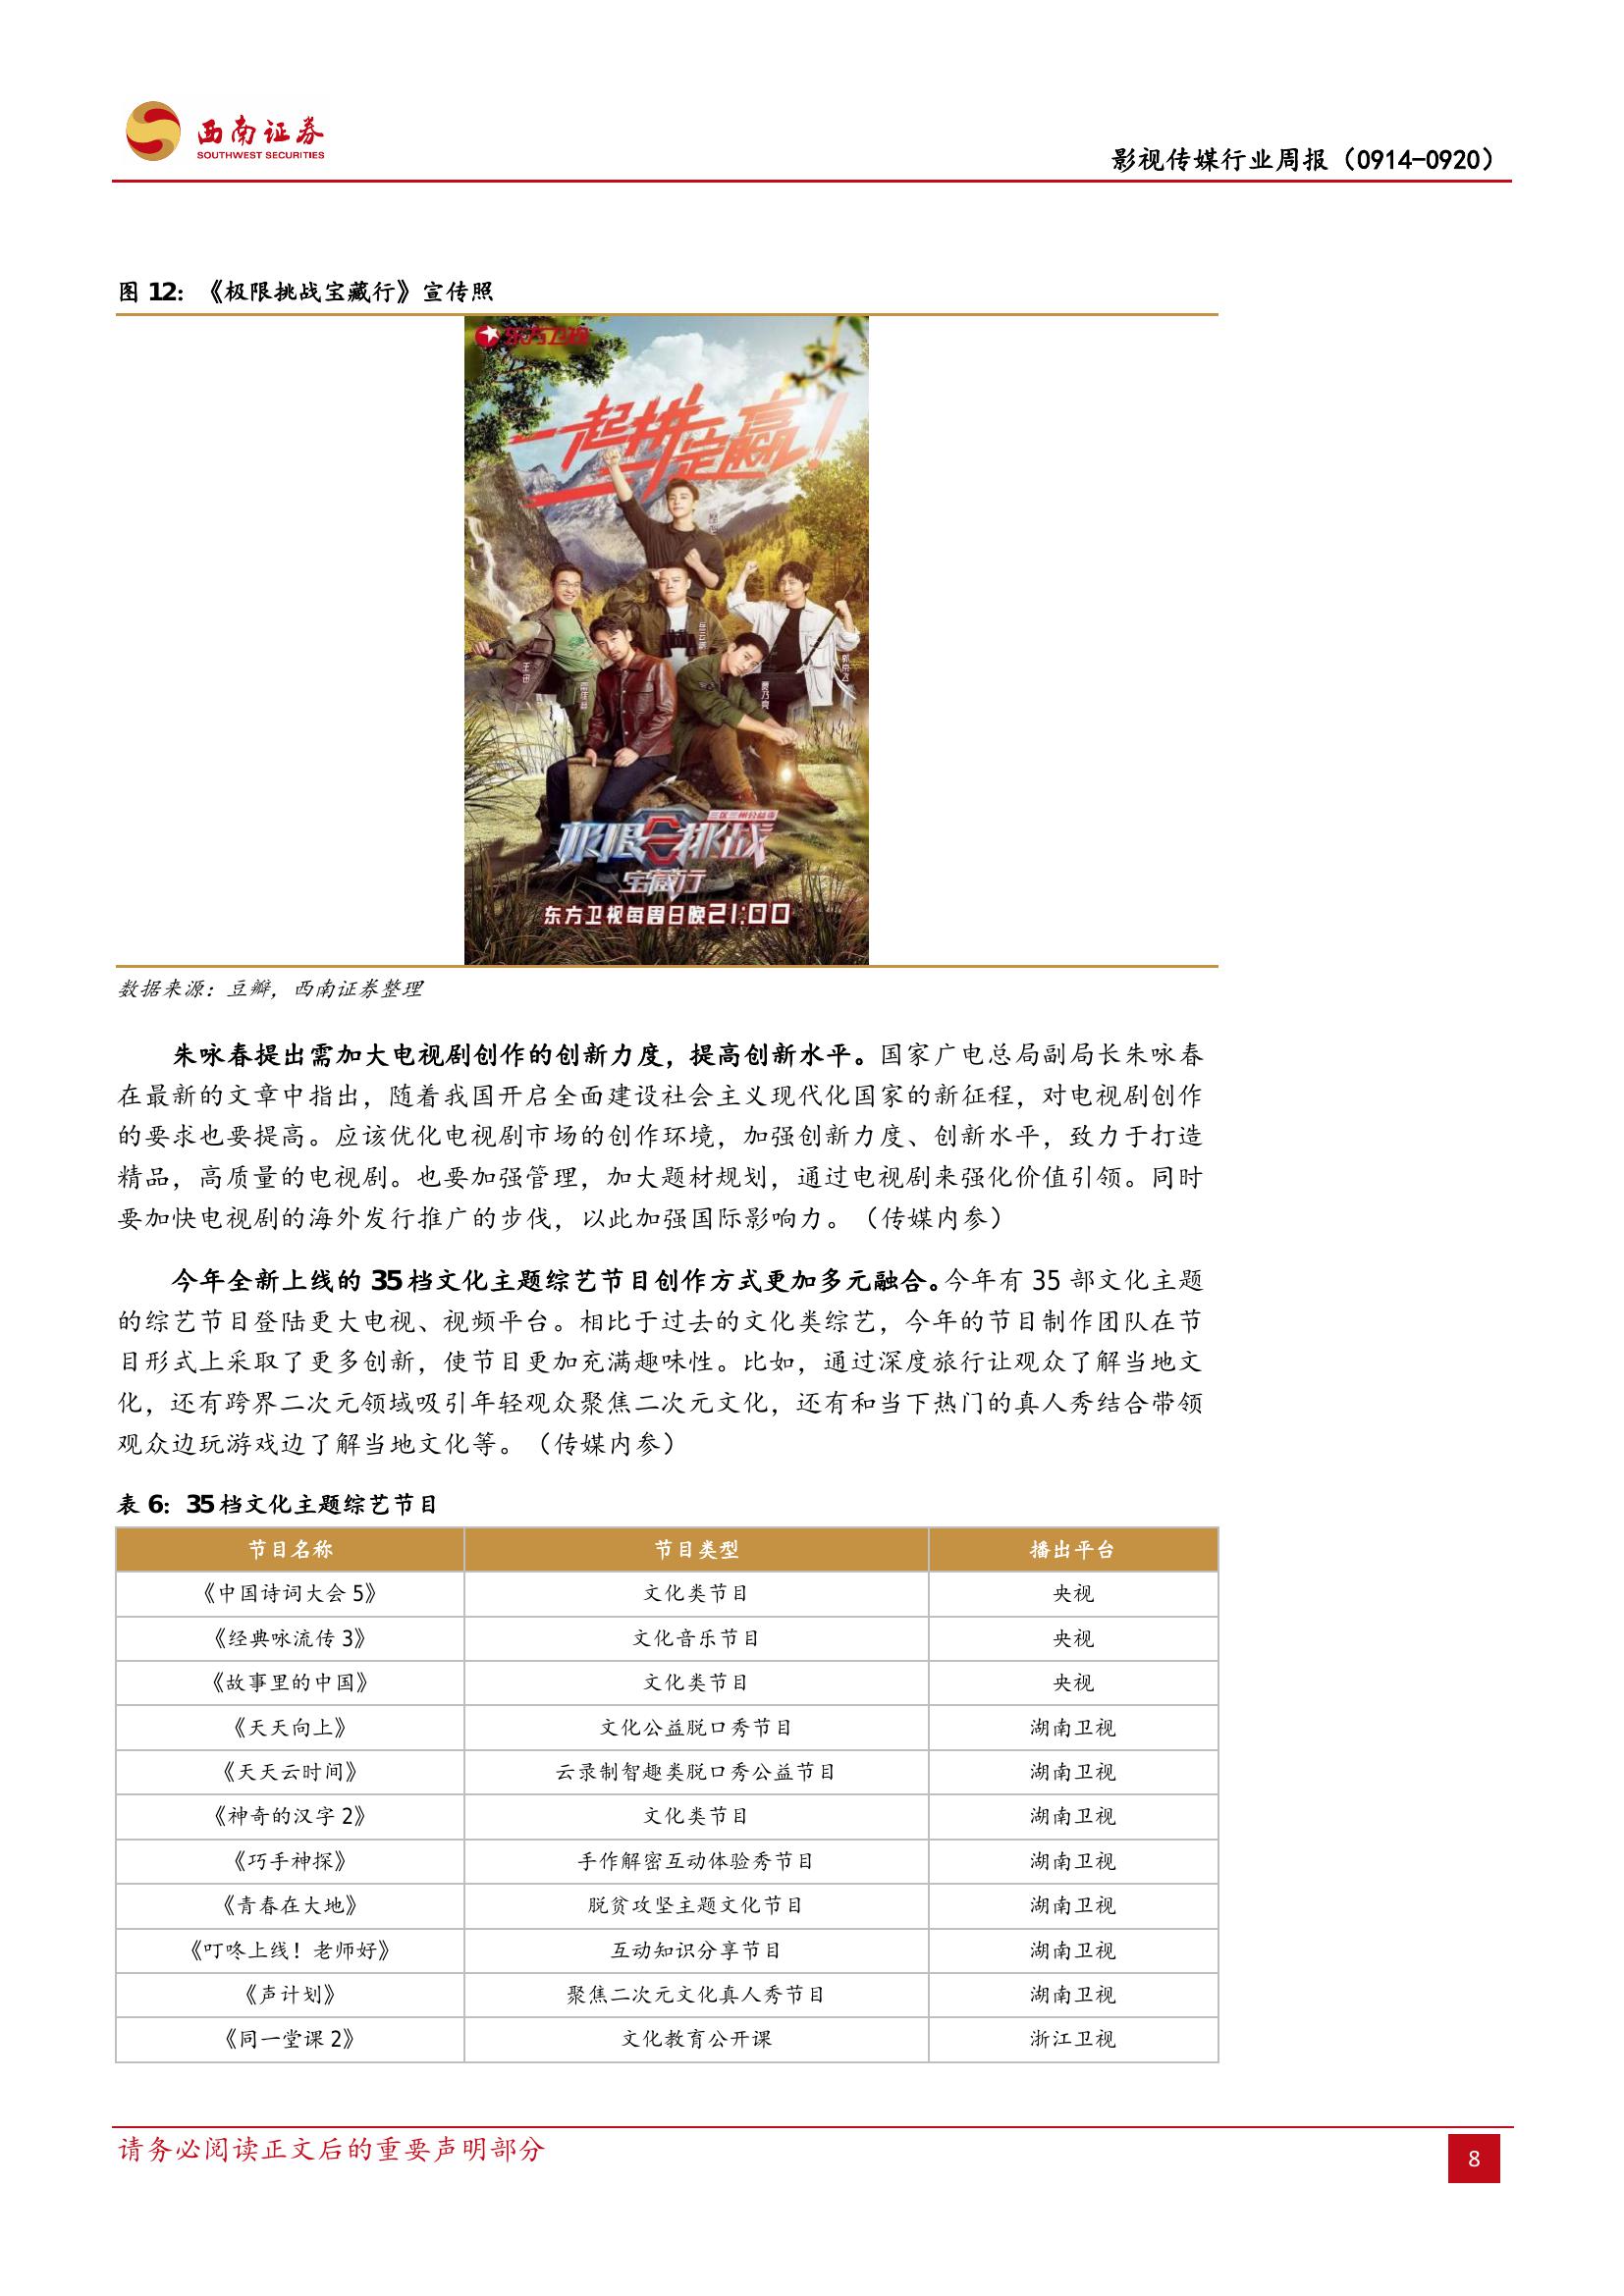 西南证券
SOUTHWEST SECURITIES
影视传媒行业周报（0914-0920）
图 12：《极限挑战宝藏行》宣传照
东方卫视
一起拼
一定赢！
王迅
岳云鹏
贾乃亮
郭京飞
三区三州公益季
极限挑战
宝藏行
东方卫视每周日晚21:00
数据来源：豆瓣，西南证券整理
朱咏春提出需加大电视剧创作的创新力度，提高创新水平。国家广电总局副局长朱咏春
在最新的文章中指出，随着我国开启全面建设社会主义现代化国家的新征程，对电视剧创作
的要求也要提高。应该优化电视剧市场的创作环境，加强创新力度、创新水平，致力于打造
精品，高质量的电视剧。也要加强管理，加大题材规划，通过电视剧来强化价值引领。同时
要加快电视剧的海外发行推广的步伐，以此加强国际影响力。（传媒内参）
今年全新上线的 35 档文化主题综艺节目创作方式更加多元融合。今年有 35 部文化主题
的综艺节目登陆更大电视、视频平台。相比于过去的文化类综艺，今年的节目制作团队在节
目形式上采取了更多创新，使节目更加充满趣味性。比如，通过深度旅行让观众了解当地文
化，还有跨界二次元领域吸引年轻观众聚焦二次元文化，还有和当下热门的真人秀结合带领
观众边玩游戏边了解当地文化等。（传媒内参）
表 6：35 档文化主题综艺节目
节目名称 节目类型 播出平台
《中国诗词大会 5》 文化类节目 央视
《经典咏流传 3》 文化音乐节目 央视
《故事里的中国》 文化类节目 央视
《天天向上》 文化公益脱口秀节目 湖南卫视
《天天云时间》 云录制智趣类脱口秀公益节目 湖南卫视
《神奇的汉字 2》 文化类节目 湖南卫视
《巧手神探》 手作解密互动体验秀节目 湖南卫视
《青春在大地》 脱贫攻坚主题文化节目 湖南卫视
《叮咚上线！老师好》 互动知识分享节目 湖南卫视
《声计划》 聚焦二次元文化真人秀节目 湖南卫视
《同一堂课 2》 文化教育公开课 浙江卫视
请务必阅读正文后的重要声明部分
8